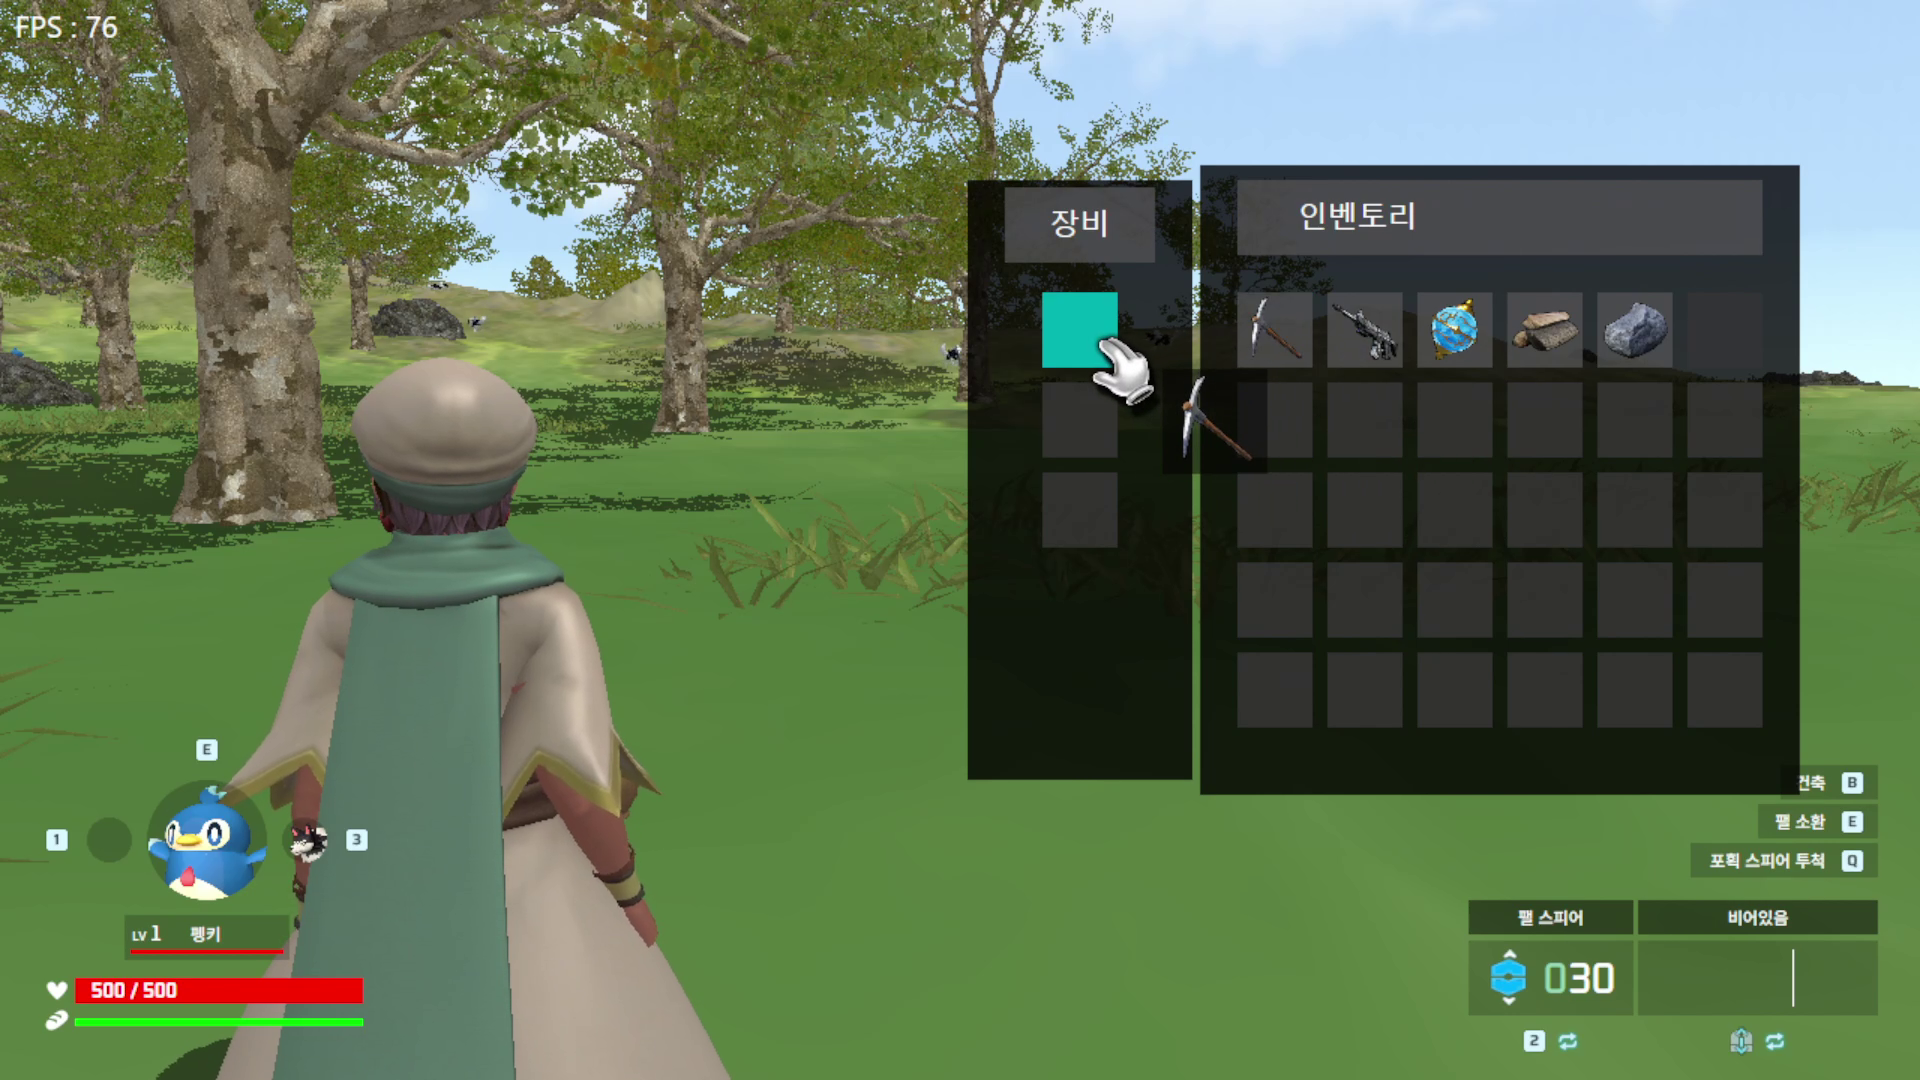 FPS : 76
장비
인벤토리
E
1
3
LV 1 펭키
500 / 500
건축 B
팰 소환 E
포획 스피어 투척 Q
팰 스피어
비어있음
030
2